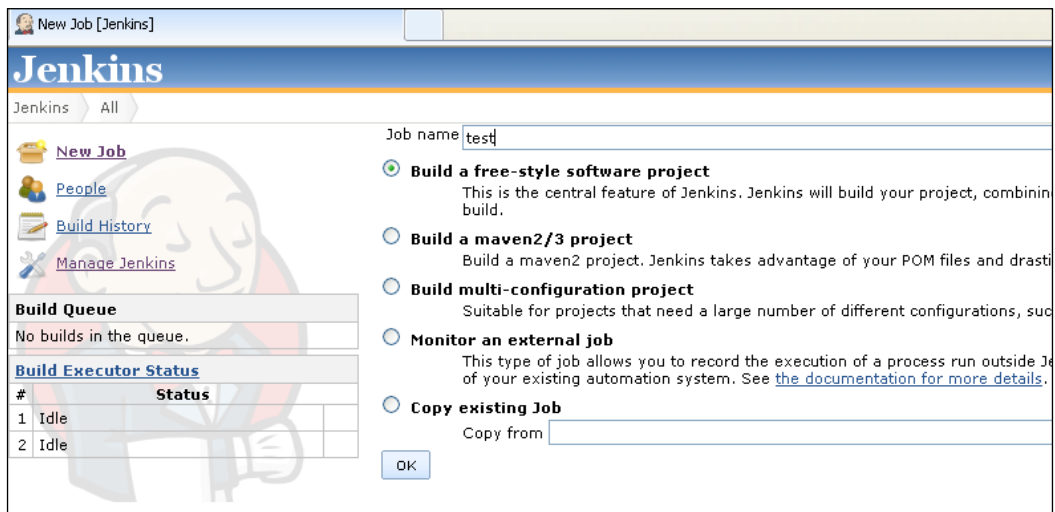 New Job [Jenkins]
Jenkins
Jenkins All
New Job
People
Build History
Manage Jenkins
Build Queue
No builds in the queue.
Build Executor Status
# Status
1 Idle
2 Idle
Job name test
Build a free-style software project
This is the central feature of Jenkins. Jenkins will build your project, combinin
build.
Build a maven2/3 project
Build a maven2 project. Jenkins takes advantage of your POM files and drasti
Build multi-configuration project
Suitable for projects that need a large number of different configurations, suc
Monitor an external job
This type of job allows you to record the execution of a process run outside Je
of your existing automation system. See the documentation for more details.
Copy existing Job
Copy from
OK